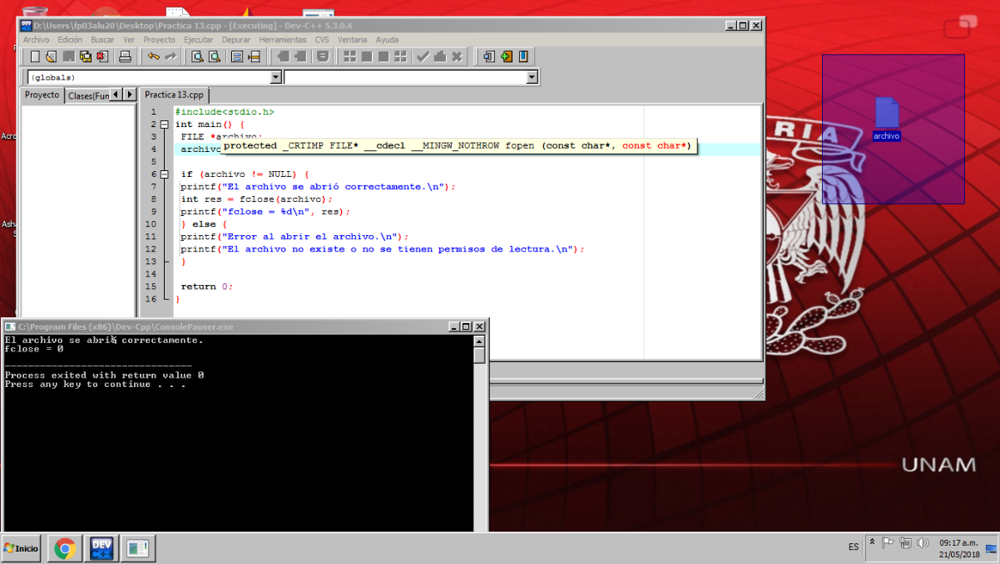 D:\Users\fp03alu20\Desktop\Practica 13.cpp - [Executing] - Dev-C++ 5.3.0.4
Archivo Edición Buscar Ver Proyecto Ejecutar Depurar Herramientas CVS Ventana Ayuda
(globals)
Proyecto Clases(Fun Practica 13.cpp
1 #include<stdio.h>
2 int main() {
3 FILE *archivo;
4 archivo
protected _CRTIMP FILE* __cdecl __MINGW_NOTHROW fopen (const char*, const char*)
5
6 if (archivo != NULL) {
7 printf("El archivo se abrió correctamente.\n");
8 int res = fclose(archivo);
9 printf("fclose = %d\n", res);
10 } else {
11 printf("Error al abrir el archivo.\n");
12 printf("El archivo no existe o no se tienen permisos de lectura.\n");
13 }
14
15 return 0;
16 }
C:\Program Files (x86)\Dev-Cpp\ConsolePauser.exe
El archivo se abri¾ correctamente.
fclose = 0
--------------------------------
Process exited with return value 0
Press any key to continue . . .
archivo
Acro
Asha
S
RIA
UNAM
Inicio
DEV
C++
ES
09:17 a.m.
21/05/2018